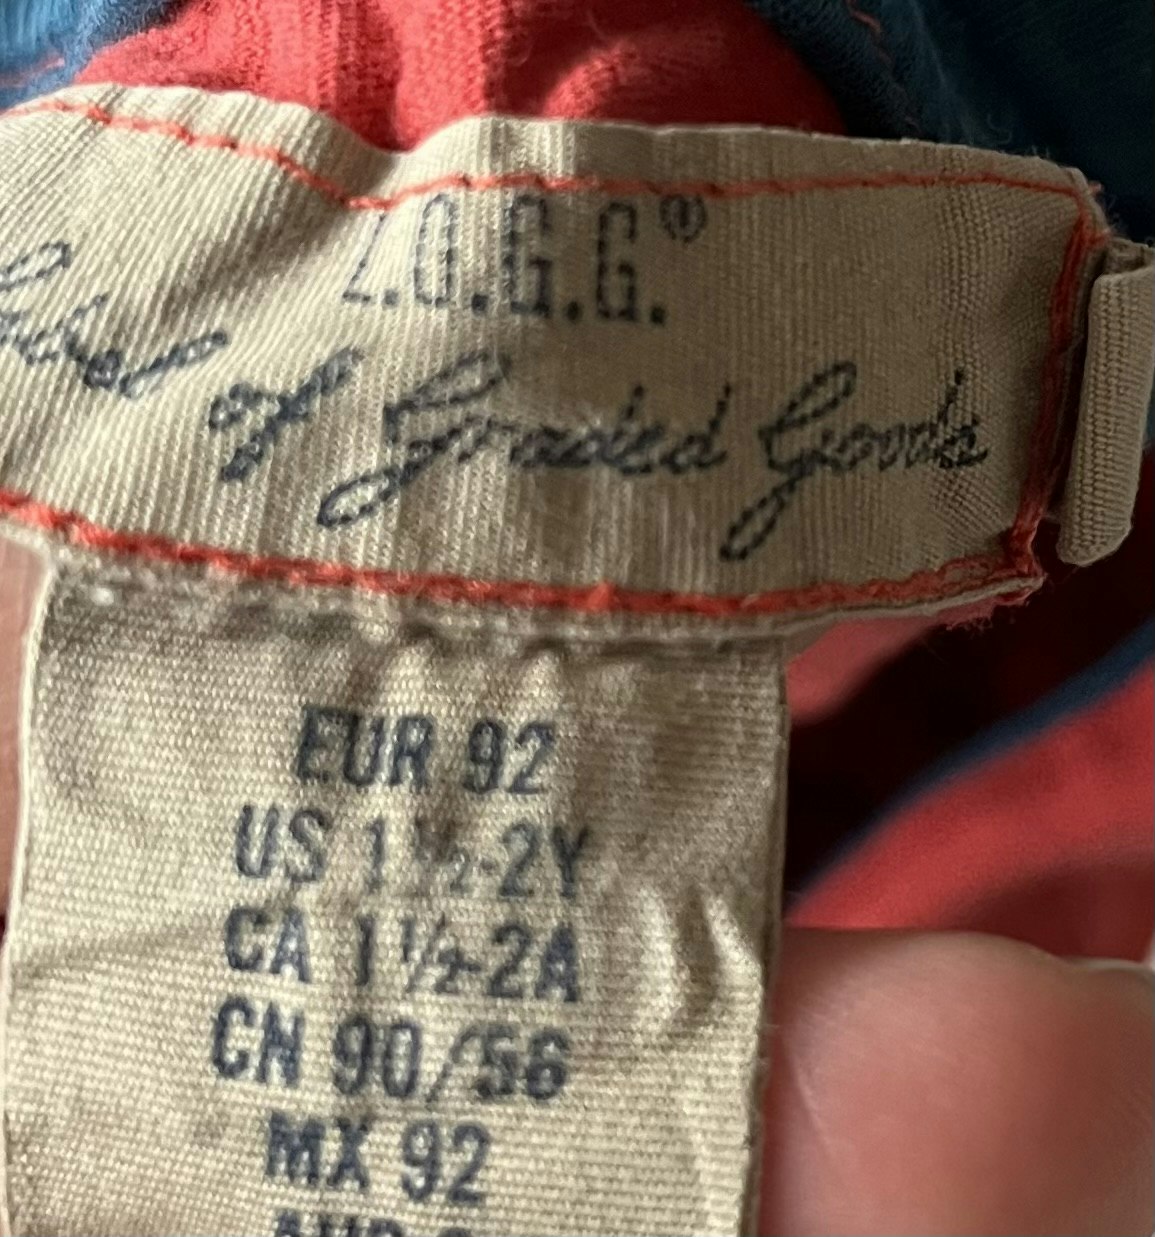 L.O.G.G.®
of Graded Goods
EUR 92
US 1½-2Y
CA 1½-2A
CN 90/56
MX 92